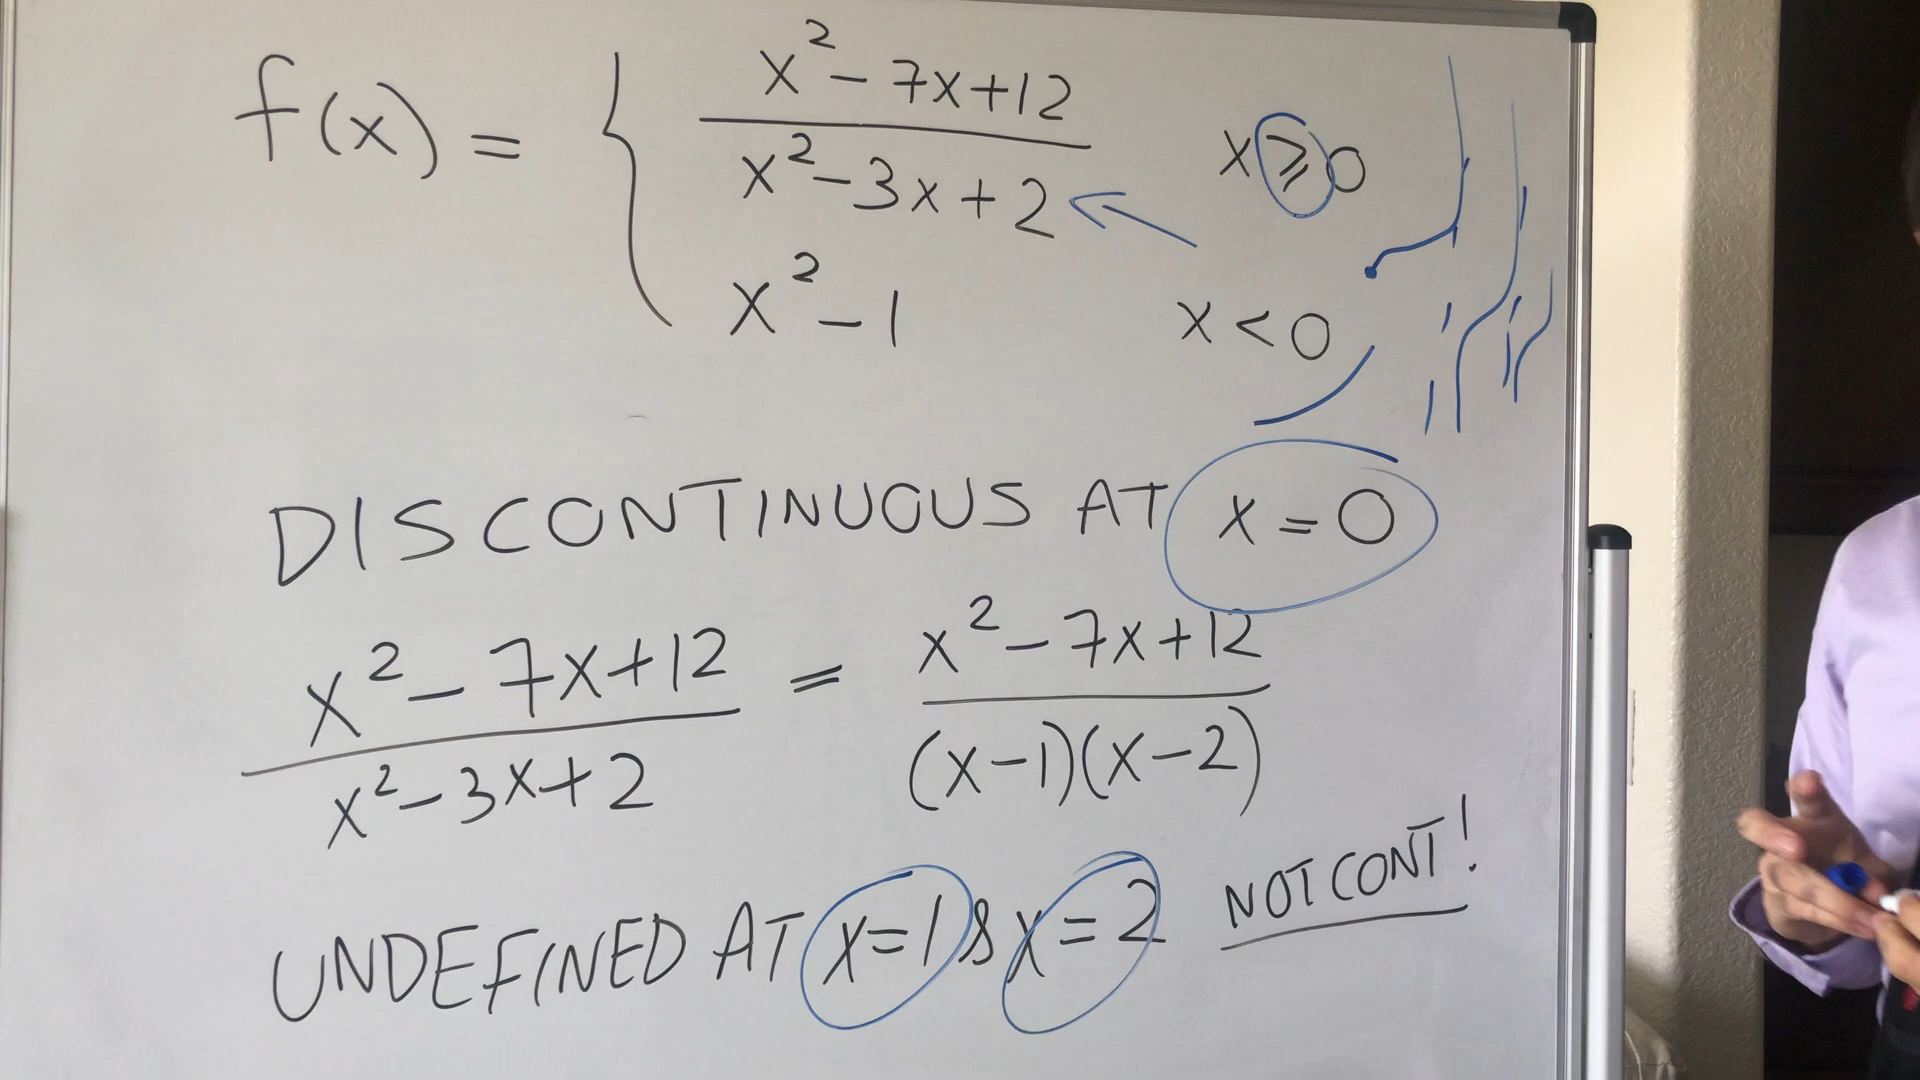 f(x) = { x² - 7x + 12 / x² - 3x + 2   x ⩾ 0
x² - 1   x < 0
DISCONTINUOUS AT x = 0
x² - 7x + 12 / x² - 3x + 2 = x² - 7x + 12 / (x - 1)(x - 2)
UNDEFINED AT x = 1 & x = 2 NOT CONT!